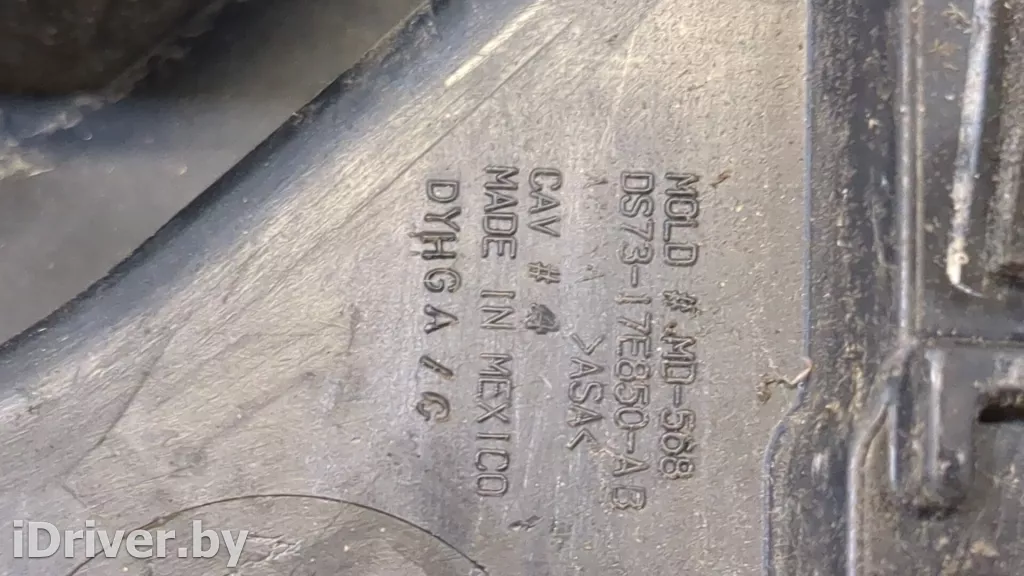 MOLD # MD-568
DS73-17E850-AB
>ASA<
CAV # 4
MADE IN MEXICO
DYHGA /G
iDriver.by